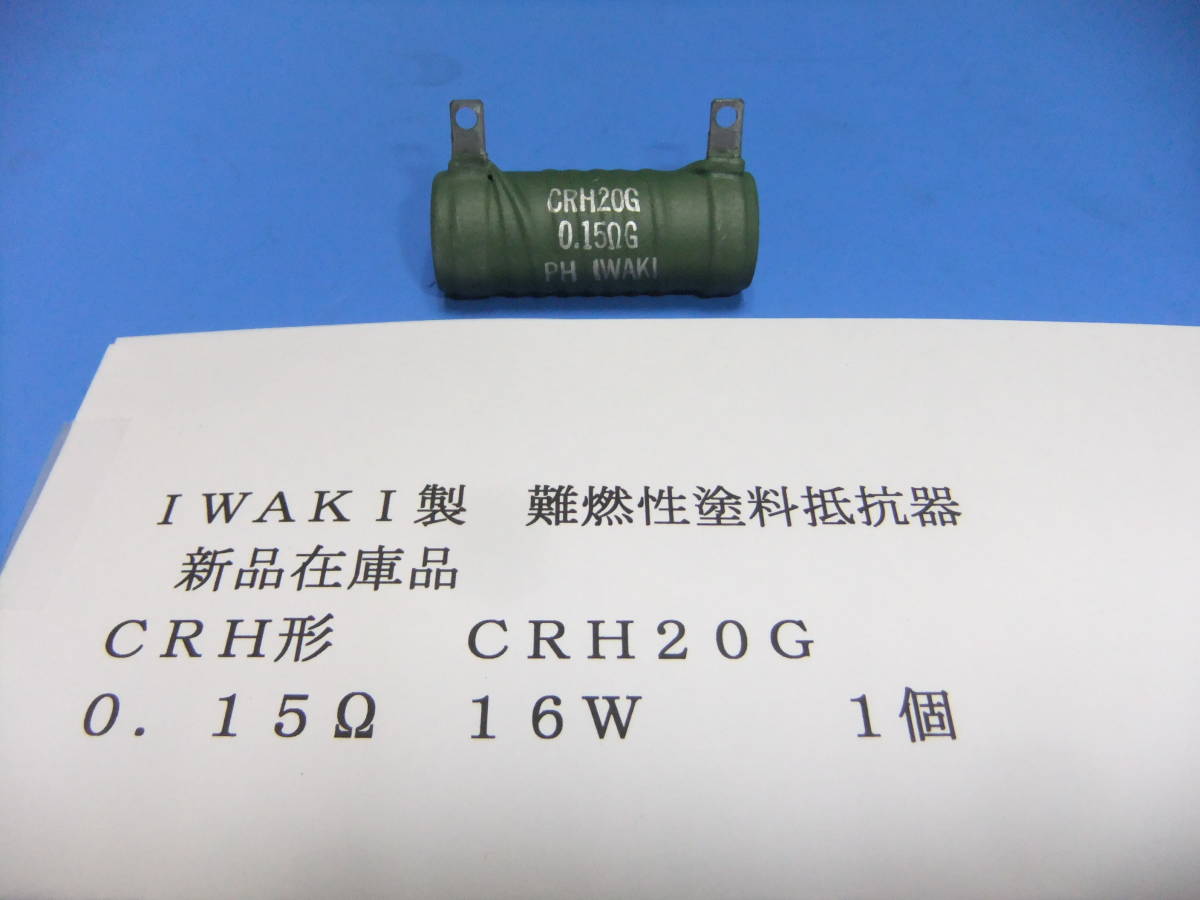 CRH20G
0.15ΩG
PH IWAKI
IWAKI製 難燃性塗料抵抗器
新品在庫品
CRH形 CRH20G
0.15Ω 16W 1個